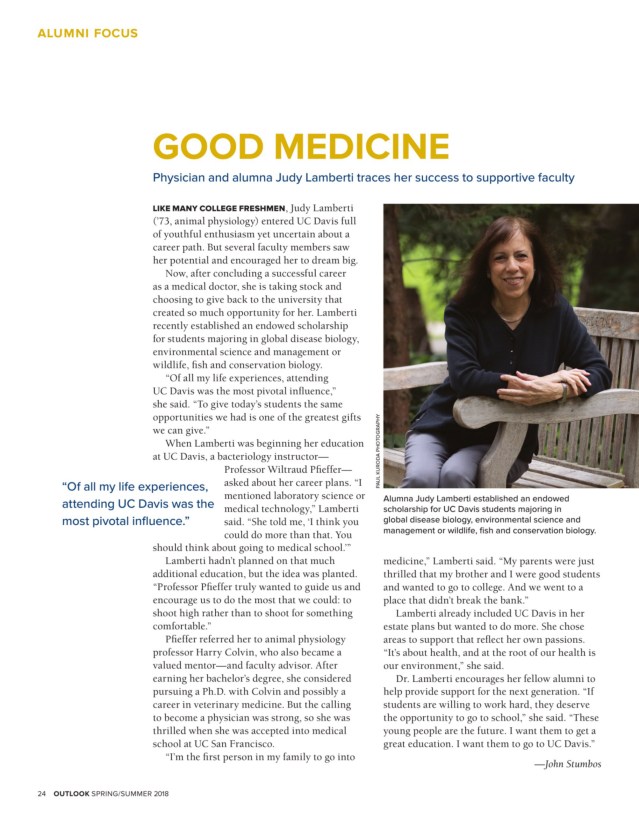 ALUMNI FOCUS
GOOD MEDICINE
Physician and alumna Judy Lamberti traces her success to supportive faculty
LIKE MANY COLLEGE FRESHMEN, Judy Lamberti
(’73, animal physiology) entered UC Davis full
of youthful enthusiasm yet uncertain about a
career path. But several faculty members saw
her potential and encouraged her to dream big.
Now, after concluding a successful career
as a medical doctor, she is taking stock and
choosing to give back to the university that
created so much opportunity for her. Lamberti
recently established an endowed scholarship
for students majoring in global disease biology,
environmental science and management or
wildlife, fish and conservation biology.
“Of all my life experiences, attending
UC Davis was the most pivotal influence,”
she said. “To give today’s students the same
opportunities we had is one of the greatest gifts
we can give.”
When Lamberti was beginning her education
at UC Davis, a bacteriology instructor—
Professor Wiltraud Pfieffer—
asked about her career plans. “I
mentioned laboratory science or
medical technology,” Lamberti
said. “She told me, ‘I think you
could do more than that. You
should think about going to medical school.’”
“Of all my life experiences,
attending UC Davis was the
most pivotal influence.”
Lamberti hadn’t planned on that much
additional education, but the idea was planted.
“Professor Pfieffer truly wanted to guide us and
encourage us to do the most that we could: to
shoot high rather than to shoot for something
comfortable.”
Pfieffer referred her to animal physiology
professor Harry Colvin, who also became a
valued mentor—and faculty advisor. After
earning her bachelor’s degree, she considered
pursuing a Ph.D. with Colvin and possibly a
career in veterinary medicine. But the calling
to become a physician was strong, so she was
thrilled when she was accepted into medical
school at UC San Francisco.
“I’m the first person in my family to go into
PAUL KURODA PHOTOGRAPHY
Alumna Judy Lamberti established an endowed
scholarship for UC Davis students majoring in
global disease biology, environmental science and
management or wildlife, fish and conservation biology.
medicine,” Lamberti said. “My parents were just
thrilled that my brother and I were good students
and wanted to go to college. And we went to a
place that didn’t break the bank.”
Lamberti already included UC Davis in her
estate plans but wanted to do more. She chose
areas to support that reflect her own passions.
“It’s about health, and at the root of our health is
our environment,” she said.
Dr. Lamberti encourages her fellow alumni to
help provide support for the next generation. “If
students are willing to work hard, they deserve
the opportunity to go to school,” she said. “These
young people are the future. I want them to get a
great education. I want them to go to UC Davis.”
—John Stumbos
24 OUTLOOK SPRING/SUMMER 2018